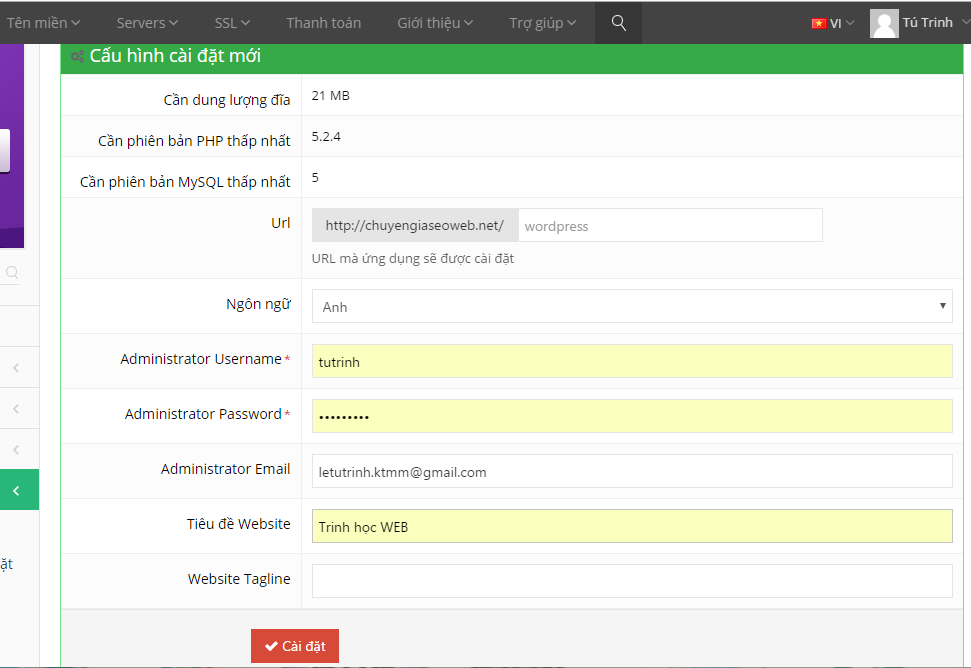 Tên miền Servers SSL Thanh toán Giới thiệu Trợ giúp VI Tú Trinh
Cấu hình cài đặt mới
Cần dung lượng đĩa 21 MB
Cần phiên bản PHP thấp nhất 5.2.4
Cần phiên bản MySQL thấp nhất 5
Url http://chuyengiaseoweb.net/ wordpress
URL mà ứng dụng sẽ được cài đặt
Ngôn ngữ Anh
Administrator Username* tutrinh
Administrator Password* •••••••••
Administrator Email letutrinh.ktmm@gmail.com
Tiêu đề Website Trinh học WEB
ặt
Website Tagline
Cài đặt